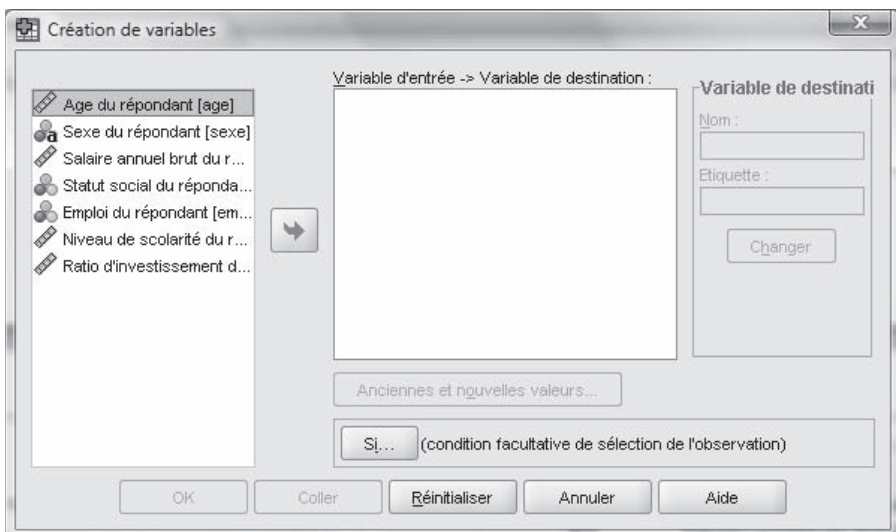 Création de variables
Age du répondant [age]
Sexe du répondant [sexe]
Salaire annuel brut du r...
Statut social du réponda...
Emploi du répondant [em...
Niveau de scolarité du r...
Ratio d'investissement d...
Variable d'entrée -> Variable de destination :
Variable de destinati
Nom :
Etiquette :
Changer
Anciennes et nouvelles valeurs...
Si... (condition facultative de sélection de l'observation)
OK Coller Réinitialiser Annuler Aide